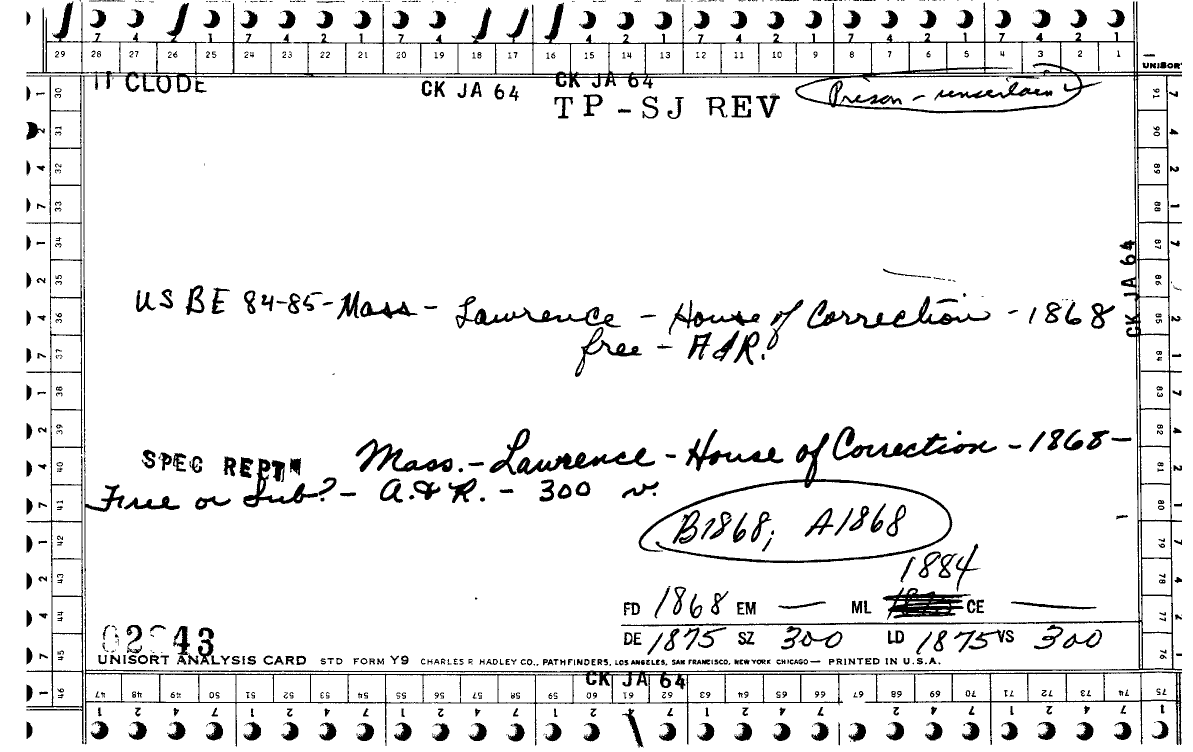 7 4 2 1 7 4 2 1 7 4 2 1 7 4 2 1 7 4 2 1 7 4 2 1 7 4 2 1
29 28 27 26 25 24 23 22 21 20 19 18 17 16 15 14 13 12 11 10 9 8 7 6 5 4 3 2 1
UNISORT
CLODE CK JA 64 CK JA 64 Prison - uncertain
TP-SJ REV
CK JA 64
US BE 84-85-Mass - Lawrence - House of Correction - 1868
free - A&R.
SPEC REPT Mass. - Lawrence - House of Correction - 1868 -
Free or Sub? - A.&R. - 300 v.
B1868; A1868
1884
FD 1868 EM — ML CE —
DE 1875 SZ 300 LD 1875 VS 300
43
UNISORT ANALYSIS CARD STD FORM Y9 CHARLES R HADLEY CO., PATHFINDERS, LOS ANGELES, SAN FRANCISCO, NEW YORK CHICAGO — PRINTED IN U.S.A.
CK JA 64
30 31 32 33 34 35 36 37 38 39 40 41 42 43 44 45 46
91 90 89 88 87 86 85 84 83 82 81 80 79 78 77 76
47 48 49 50 51 52 53 54 55 56 57 58 59 60 61 62 63 64 65 66 67 68 69 70 71 72 73 74 75